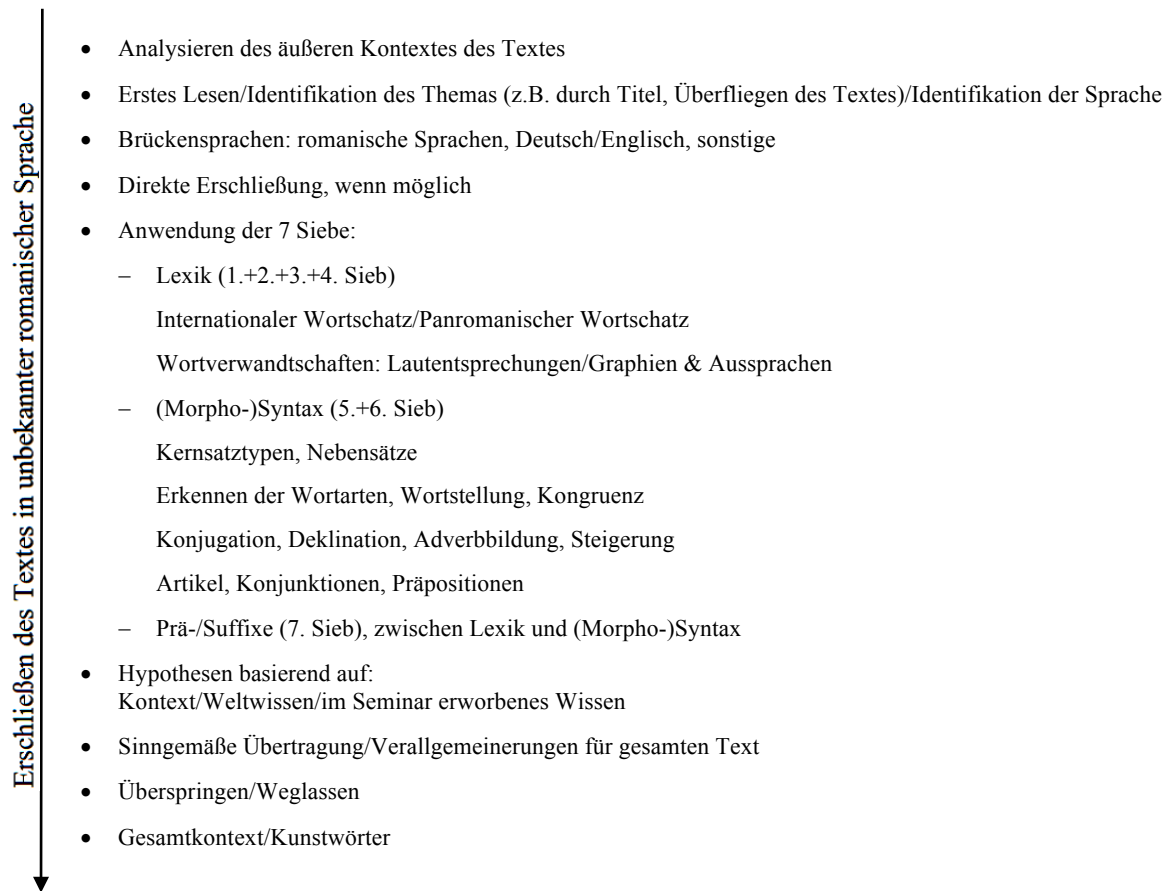 Erschließen des Textes in unbekannter romanischer Sprache
• Analysieren des äußeren Kontextes des Textes
• Erstes Lesen/Identifikation des Themas (z.B. durch Titel, Überfliegen des Textes)/Identifikation der Sprache
• Brückensprachen: romanische Sprachen, Deutsch/Englisch, sonstige
• Direkte Erschließung, wenn möglich
• Anwendung der 7 Siebe:
− Lexik (1.+2.+3.+4. Sieb)
Internationaler Wortschatz/Panromanischer Wortschatz
Wortverwandtschaften: Lautentsprechungen/Graphien & Aussprachen
− (Morpho-)Syntax (5.+6. Sieb)
Kernsatztypen, Nebensätze
Erkennen der Wortarten, Wortstellung, Kongruenz
Konjugation, Deklination, Adverbbildung, Steigerung
Artikel, Konjunktionen, Präpositionen
− Prä-/Suffixe (7. Sieb), zwischen Lexik und (Morpho-)Syntax
• Hypothesen basierend auf:
Kontext/Weltwissen/im Seminar erworbenes Wissen
• Sinngemäße Übertragung/Verallgemeinerungen für gesamten Text
• Überspringen/Weglassen
• Gesamtkontext/Kunstwörter